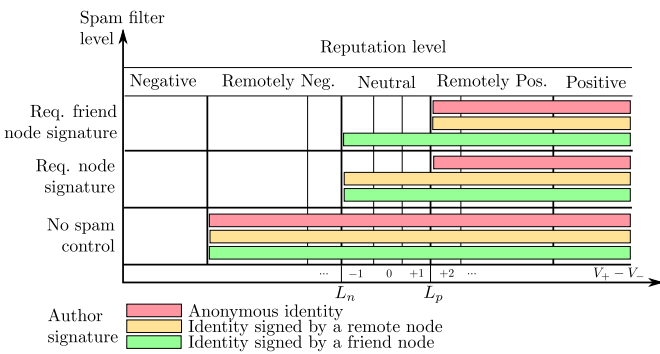 Spam filter
level
Reputation level
Negative Remotely Neg. Neutral Remotely Pos. Positive
Req. friend
node signature
Req. node
signature
No spam
control
... −1 0 +1 +2 ... V₊ − V₋
Lₙ Lₚ
Author
signature
Anonymous identity
Identity signed by a remote node
Identity signed by a friend node